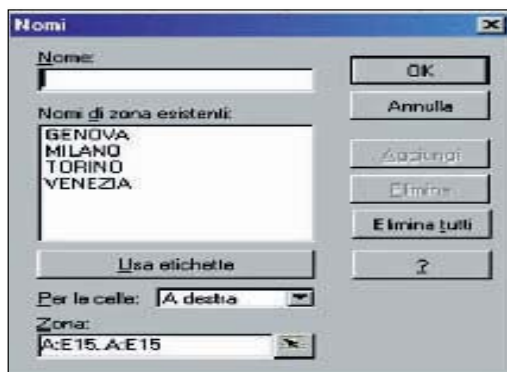 Nomi
Nome:
OK
Annulla
Nomi di zona esistenti:
GENOVA
MILANO
TORINO
VENEZIA
Aggiungi
Elimina
Elimina tutti
Usa etichette
?
Per le celle: A destra
Zona:
A:E15..A:E15